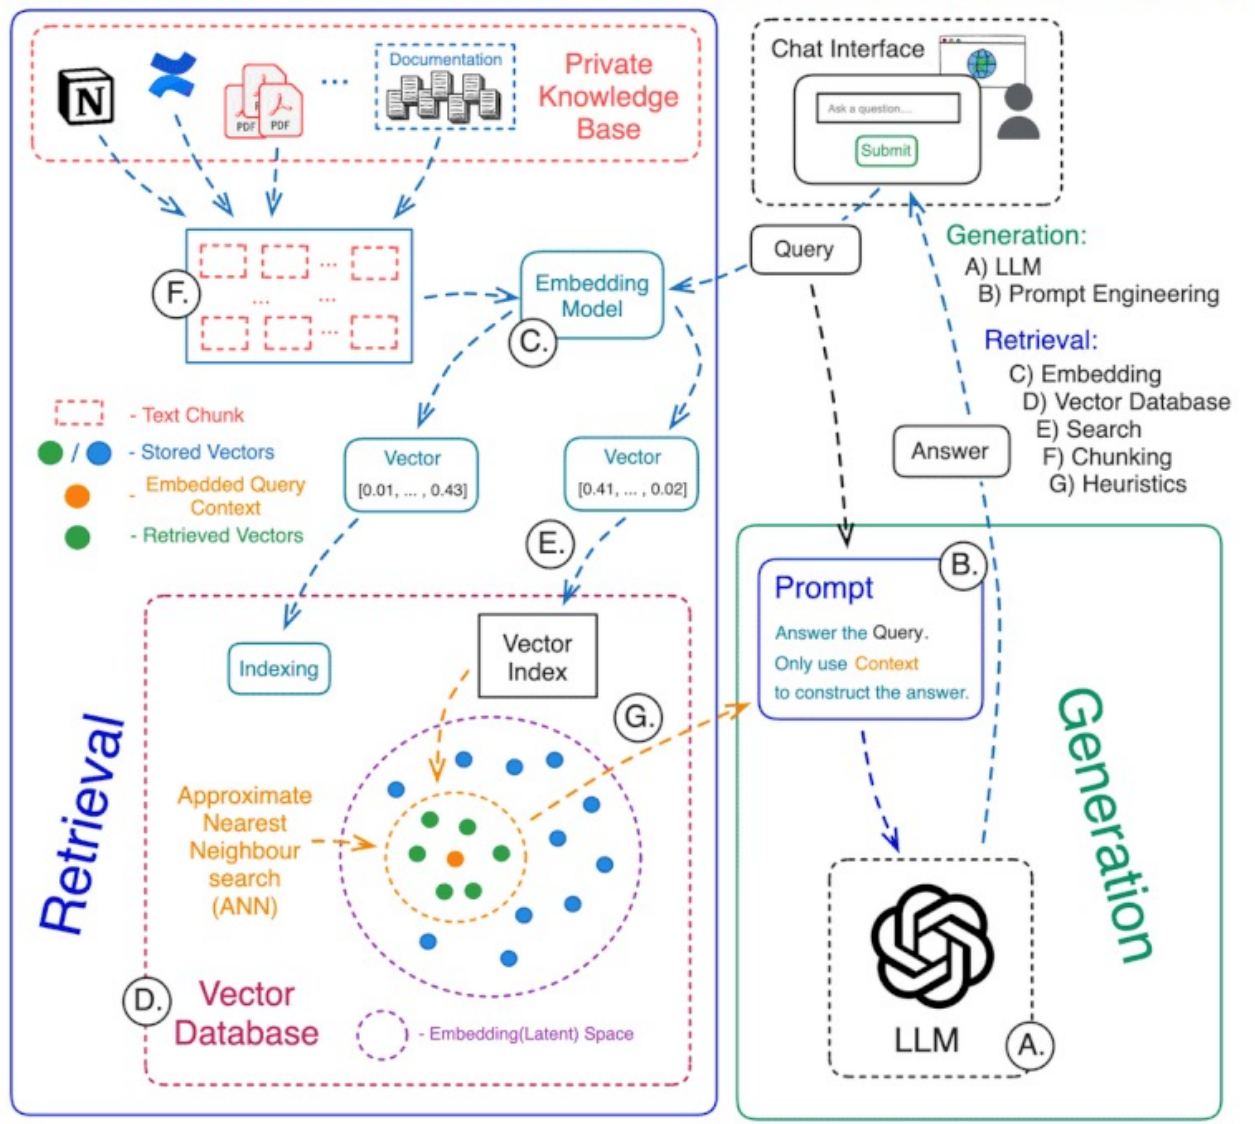 Documentation
Private
Knowledge
Base
N
PDF
PDF
...
Chat Interface
Ask a question....
Submit
Query
Generation:
A) LLM
B) Prompt Engineering
Retrieval:
C) Embedding
D) Vector Database
E) Search
F) Chunking
G) Heuristics
F.
...
... ...
...
Embedding
Model
C.
- Text Chunk
/ - Stored Vectors
- Embedded Query
Context
- Retrieved Vectors
Vector
[0.01, ... , 0.43]
Vector
[0.41, ... , 0.02]
Answer
E.
Indexing
Vector
Index
G.
B.
Prompt
Answer the Query.
Only use Context
to construct the answer.
Retrieval
Approximate
Nearest
Neighbour
search
(ANN)
D.
Vector
Database
- Embedding(Latent) Space
Generation
LLM
A.